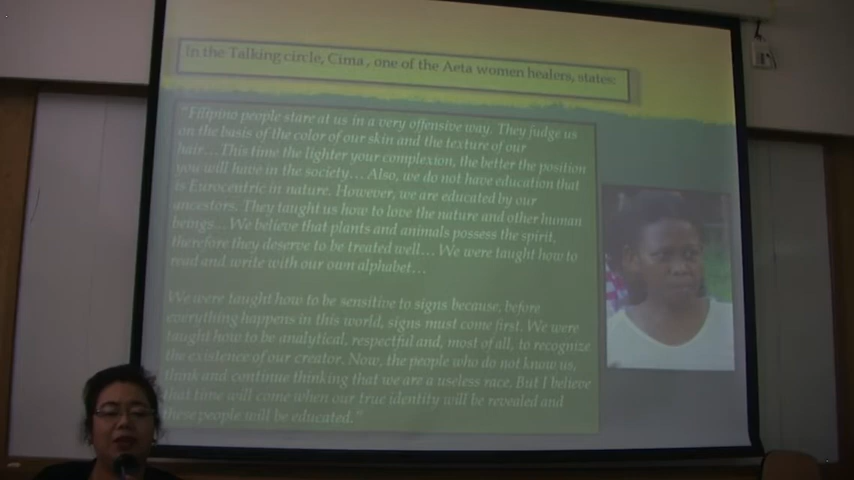 In the Talking circle, Cima , one of the Aeta women healers, states:
"Filipino people stare at us in a very offensive way. They judge us
on the basis of the color of our skin and the texture of our
hair… This time the lighter your complexion, the better the position
you will have in the society… Also, we do not have education that
is Eurocentric in nature. However, we are educated by our
ancestors. They taught us how to love the nature and other human
beings… We believe that plants and animals possess the spirit,
therefore they deserve to be treated well… We were taught how to
read and write with our own alphabet…
We were taught how to be sensitive to signs because, before
everything happens in this world, signs must come first. We were
taught how to be analytical, respectful and, most of all, to recognize
the existence of our creator. Now, the people who do not know us,
think and continue thinking that we are a useless race. But I believe
that time will come when our true identity will be revealed and
these people will be educated."